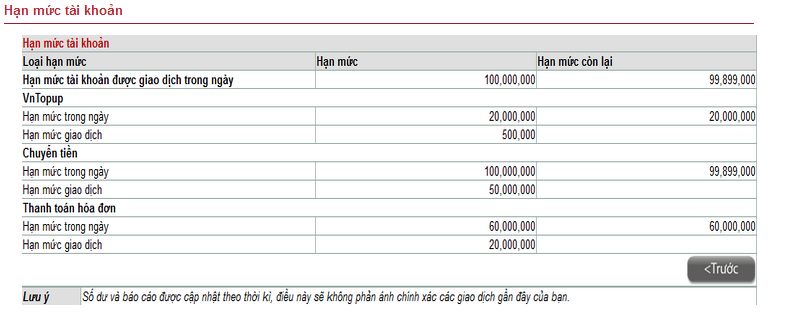 Hạn mức tài khoản
Hạn mức tài khoản
Loại hạn mức Hạn mức Hạn mức còn lại
Hạn mức tài khoản được giao dịch trong ngày 100,000,000 99,899,000
VnTopup
Hạn mức trong ngày 20,000,000 20,000,000
Hạn mức giao dịch 500,000
Chuyển tiền
Hạn mức trong ngày 100,000,000 99,899,000
Hạn mức giao dịch 50,000,000
Thanh toán hóa đơn
Hạn mức trong ngày 60,000,000 60,000,000
Hạn mức giao dịch 20,000,000
<Trước
Lưu ý Số dư và báo cáo được cập nhật theo thời kì, điều này sẽ không phản ánh chính xác các giao dịch gần đây của bạn.